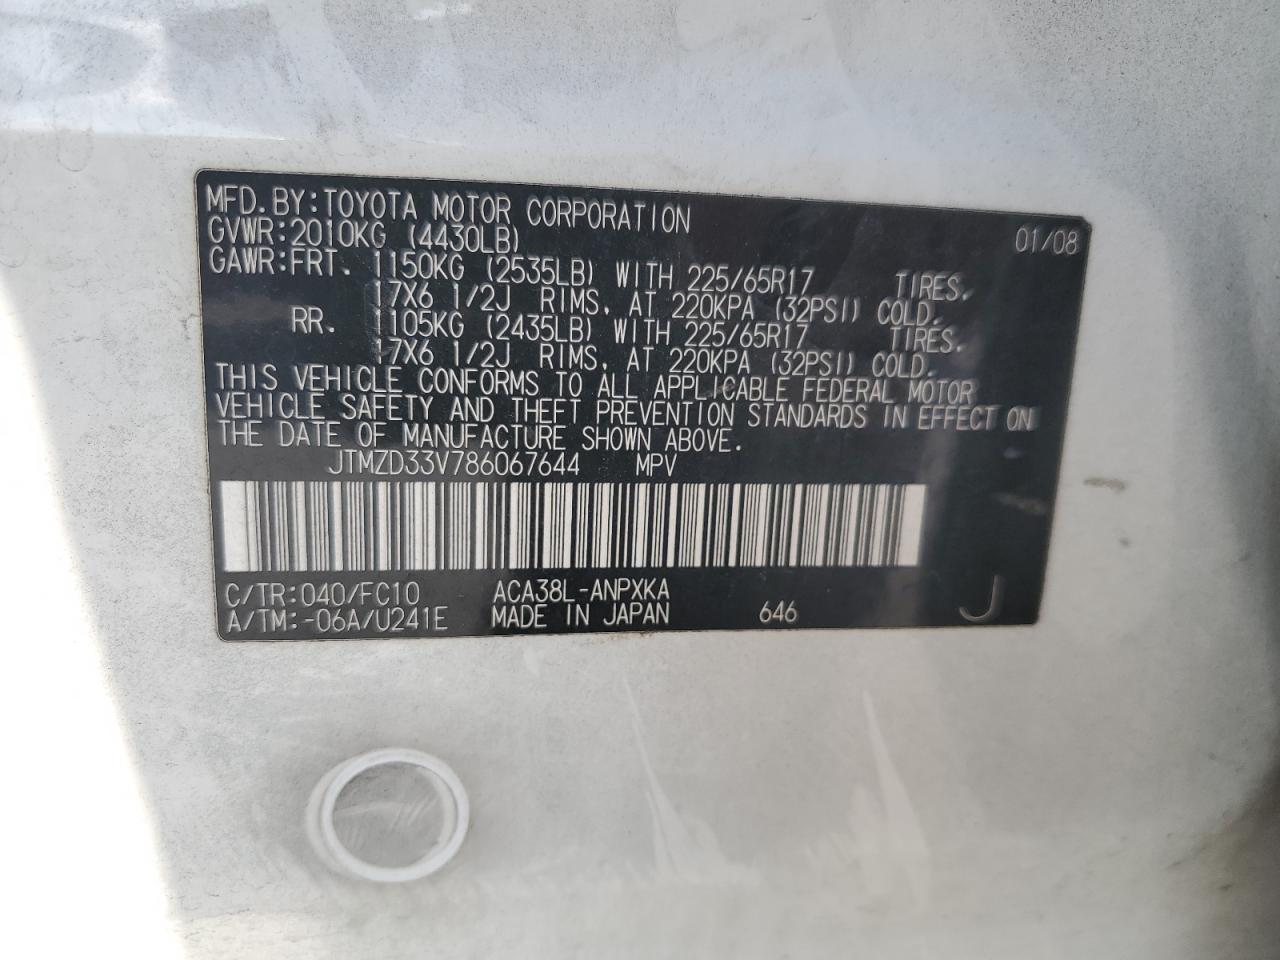 MFD.BY:TOYOTA MOTOR CORPORATION 01/08
GVWR:2010KG (4430LB)
GAWR:FRT. 1150KG (2535LB) WITH 225/65R17 TIRES,
17X6 1/2J RIMS, AT 220KPA (32PSI) COLD.
RR. 1105KG (2435LB) WITH 225/65R17 TIRES,
17X6 1/2J RIMS, AT 220KPA (32PSI) COLD.
THIS VEHICLE CONFORMS TO ALL APPLICABLE FEDERAL MOTOR
VEHICLE SAFETY AND THEFT PREVENTION STANDARDS IN EFFECT ON
THE DATE OF MANUFACTURE SHOWN ABOVE.
JTMZD33V786067644 MPV
C/TR:040/FC10 ACA38L-ANPXKA
A/TM:-06A/U241E MADE IN JAPAN 646 J